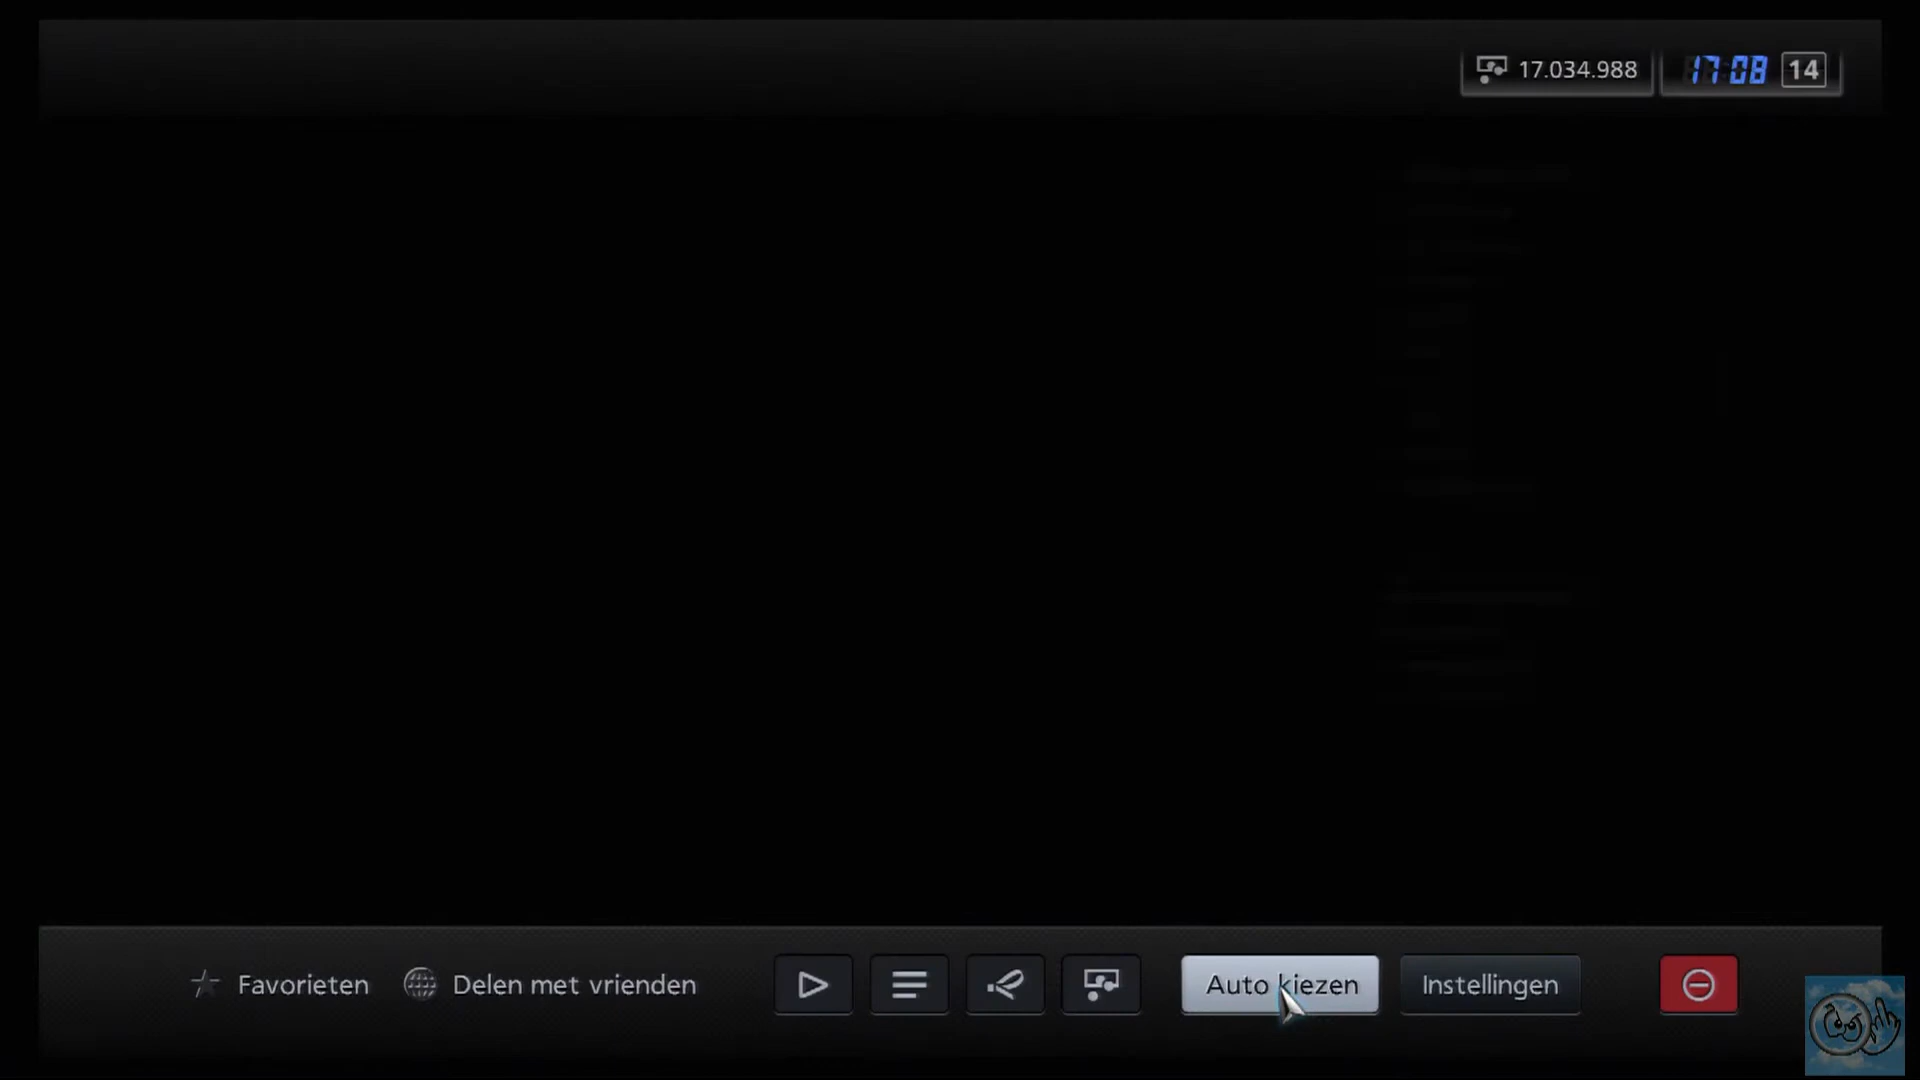 17.034.988
17:08 14
Favorieten
Delen met vrienden
Auto kiezen
Instellingen